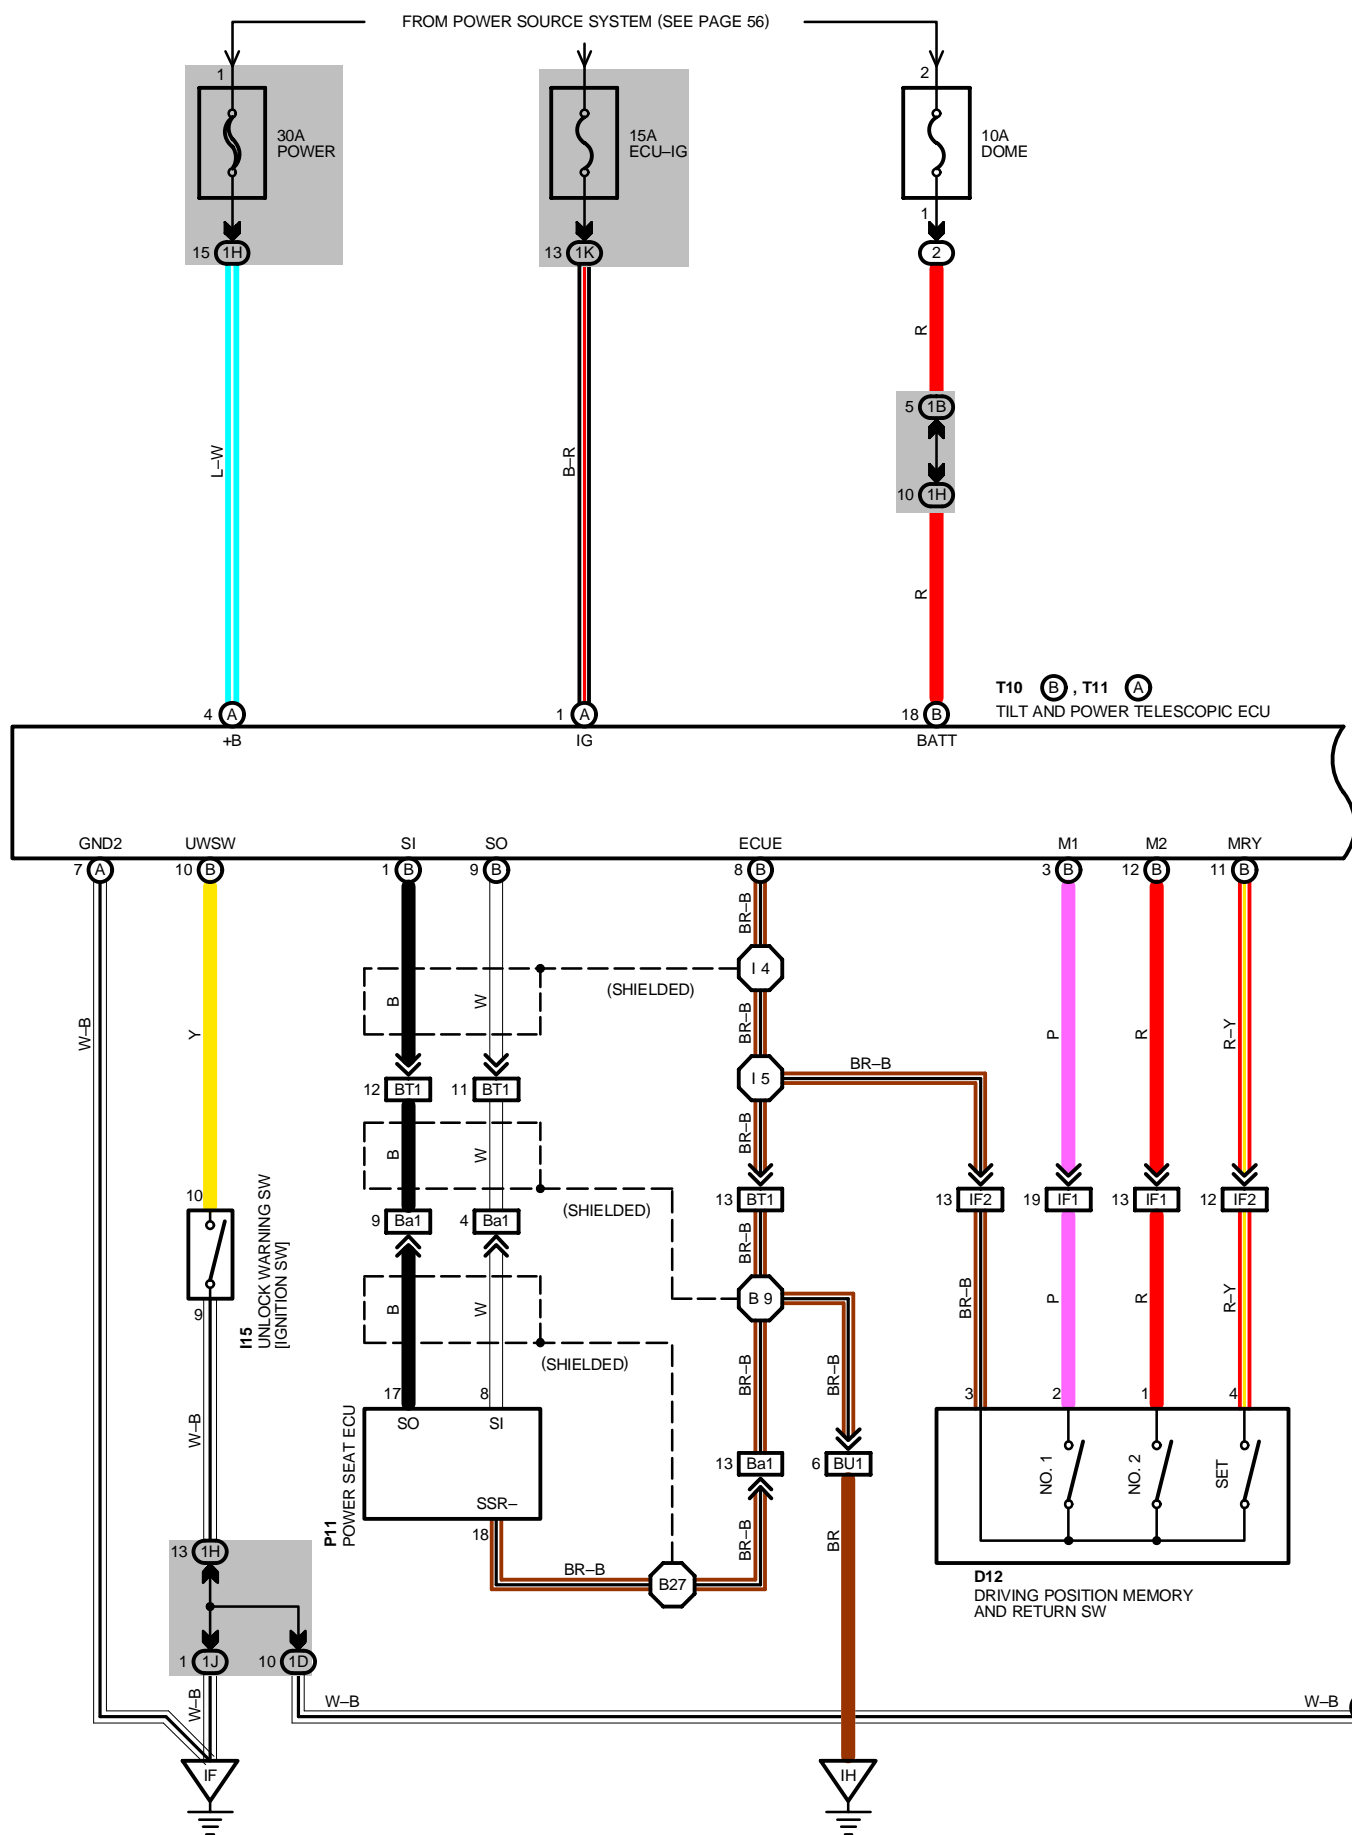 FROM POWER SOURCE SYSTEM (SEE PAGE 56)
1
2
30A
POWER
15A
ECU–IG
10A
DOME
1
15 1H
13 1K
2
R
5 1B
L–W
B–R
10 1H
R
T10 B , T11 A
TILT AND POWER TELESCOPIC ECU
4 A
1 A
18 B
+B
IG
BATT
GND2
UWSW
SI
SO
ECUE
M1
M2
MRY
7 A
10 B
1 B
9 B
8 B
3 B
12 B
11 B
BR–B
I 4
(SHIELDED)
B
W
W–B
Y
BR–B
P
R
R–Y
I 5
BR–B
12 BT1
11 BT1
BR–B
B
W
10
13 BT1
13 IF2
19 IF1
13 IF1
12 IF2
(SHIELDED)
9 Ba1
4 Ba1
BR–B
I15
UNLOCK WARNING SW
[IGNITION SW]
9
B 9
B
W
BR–B
P
R
R–Y
(SHIELDED)
BR–B
BR–B
17
8
3
2
1
4
SO
SI
W–B
P11
POWER SEAT ECU
13 Ba1
6 BU1
NO. 1
NO. 2
SET
SSR–
18
BR–B
BR
13 1H
BR–B
B27
D12
DRIVING POSITION MEMORY
AND RETURN SW
1 1J
10 1D
W–B
W–B
W–B
IF
IH